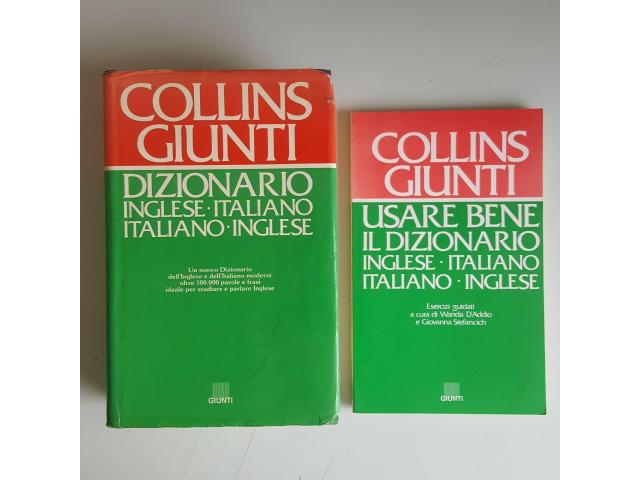 COLLINS
GIUNTI
DIZIONARIO
INGLESE·ITALIANO
ITALIANO·INGLESE
Un nuovo Dizionario
dell'Inglese e dell'Italiano moderni
oltre 100.000 parole e frasi
ideale per studiare e parlare Inglese
GIUNTI
COLLINS
GIUNTI
USARE BENE
IL DIZIONARIO
INGLESE·ITALIANO
ITALIANO·INGLESE
Esercizi guidati
a cura di Wanda D'Addio
e Giovanna Stefancich
GIUNTI